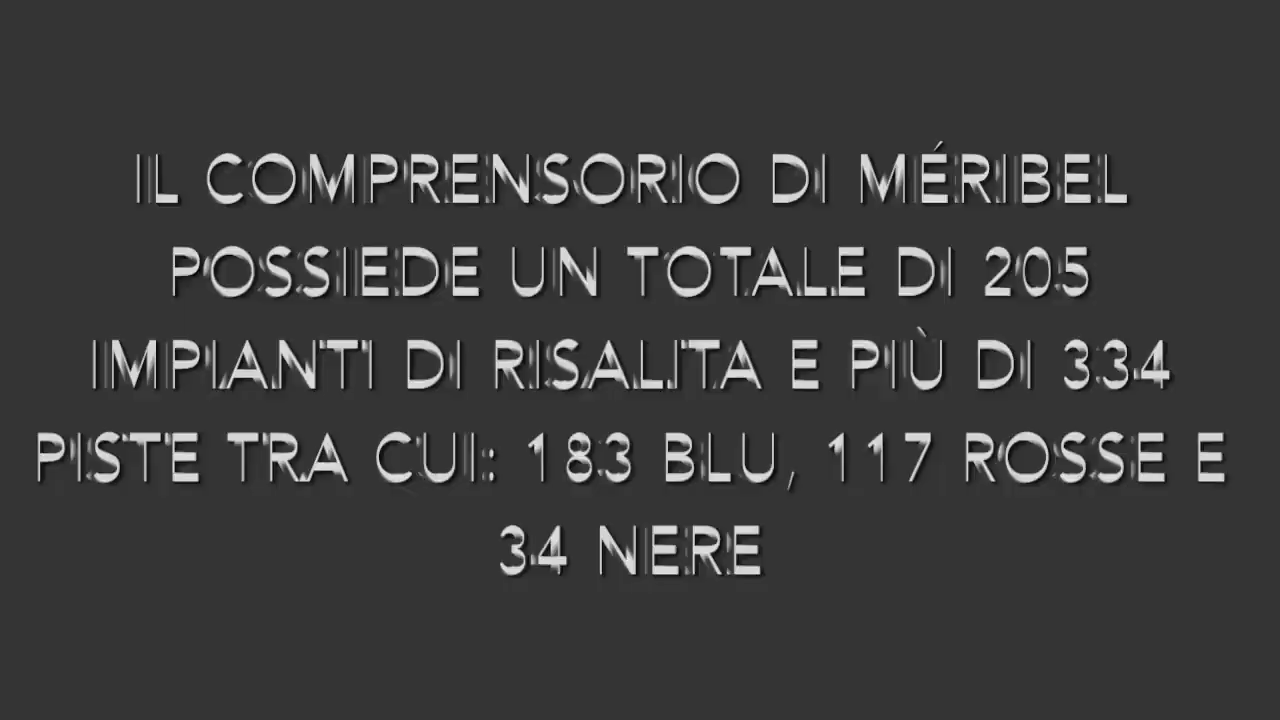 IL COMPRENSORIO DI MÉRIBEL
POSSIEDE UN TOTALE DI 205
IMPIANTI DI RISALITA E PIÙ DI 334
PISTE TRA CUI: 183 BLU, 117 ROSSE E
34 NERE